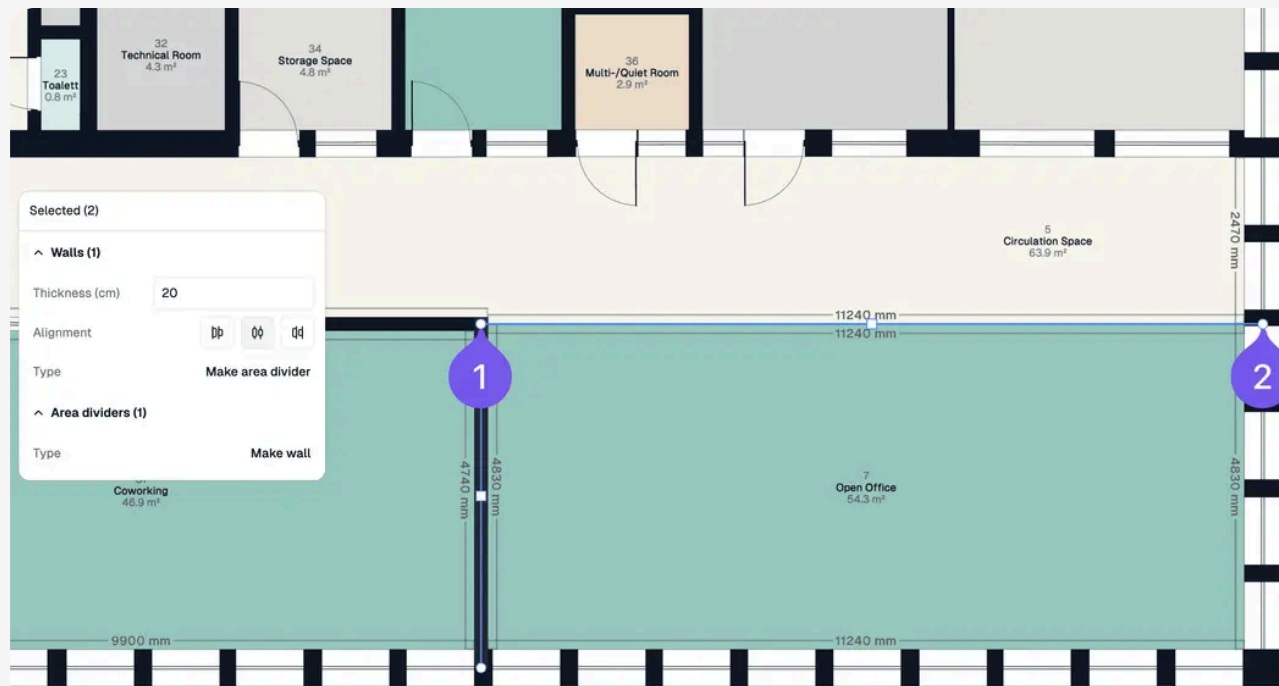 32
Technical Room
4.3 m²
34
Storage Space
4.8 m²
23
Toalett
0.8 m²
36
Multi-/Quiet Room
2.9 m²
Selected (2)
Walls (1)
Thickness (cm)
20
Alignment
Type
Make area divider
Area dividers (1)
Type
Make wall
5
Circulation Space
63.9 m²
2470 mm
11240 mm
11240 mm
1
2
4740 mm
4830 mm
4830 mm
Coworking
46.9 m²
7
Open Office
54.3 m²
9900 mm
11240 mm